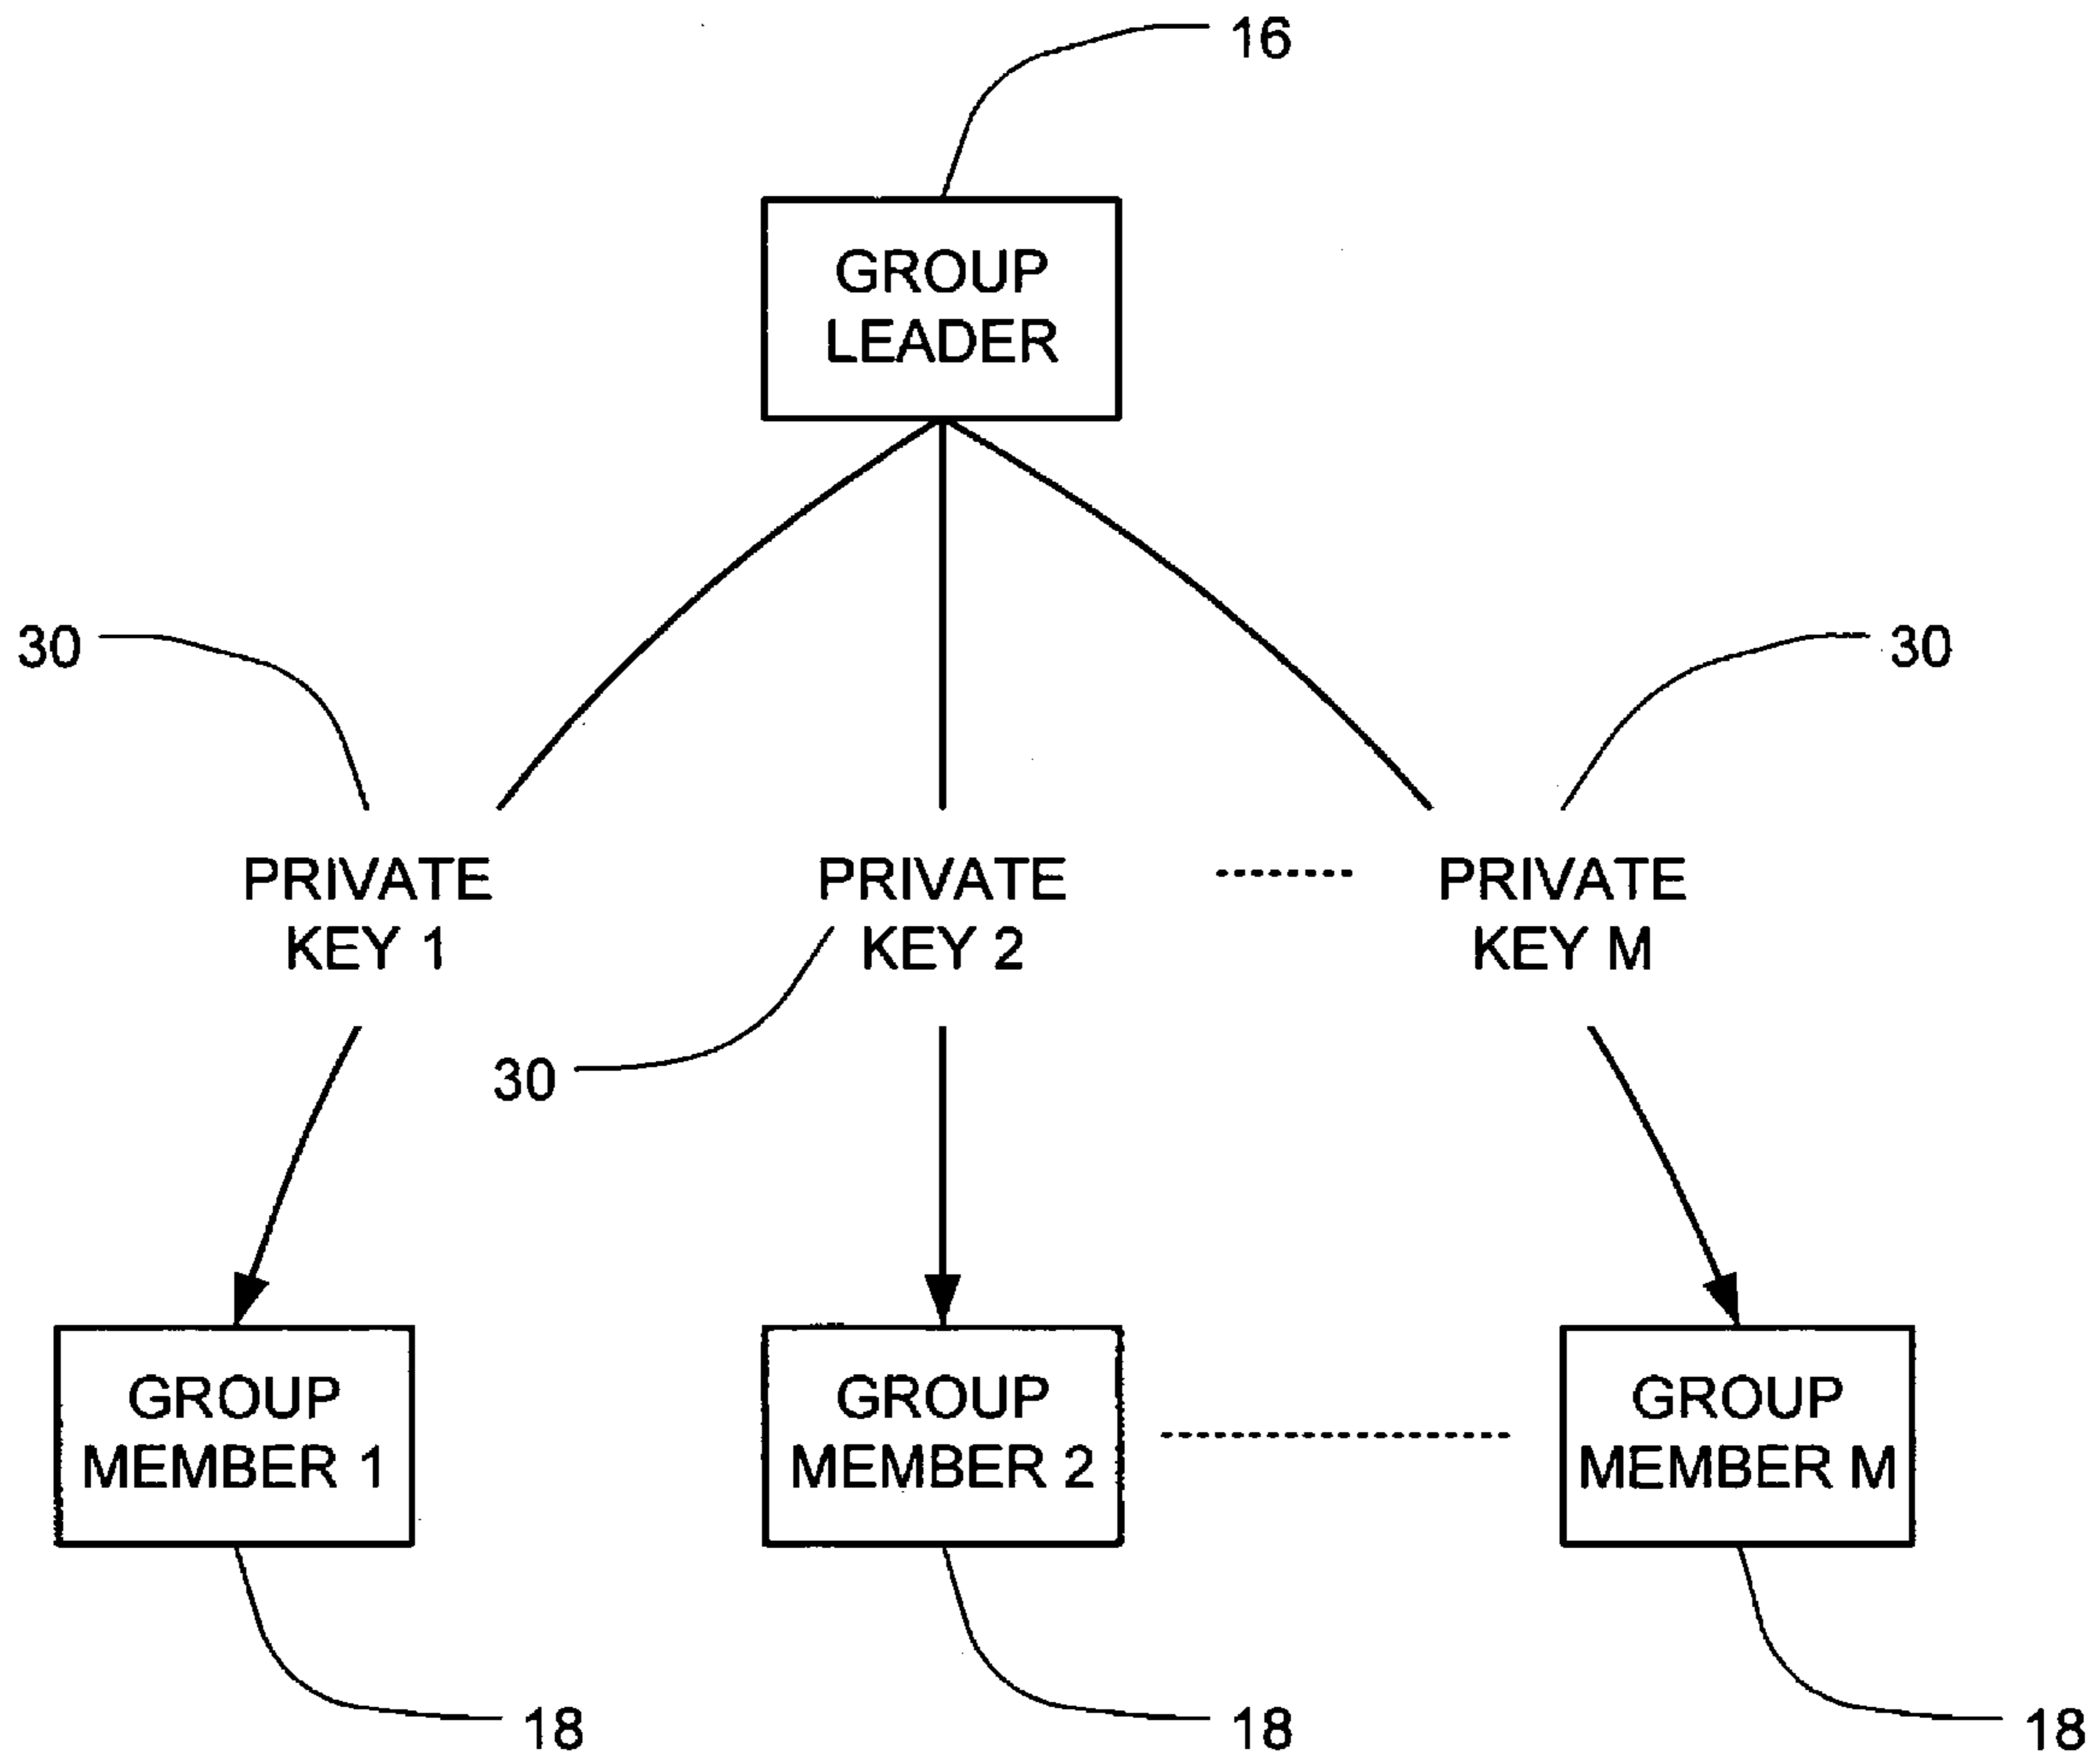 16
GROUP
LEADER
30
30
PRIVATE
KEY 1
PRIVATE
KEY 2
PRIVATE
KEY M
30
GROUP
MEMBER 1
GROUP
MEMBER 2
GROUP
MEMBER M
18
18
18